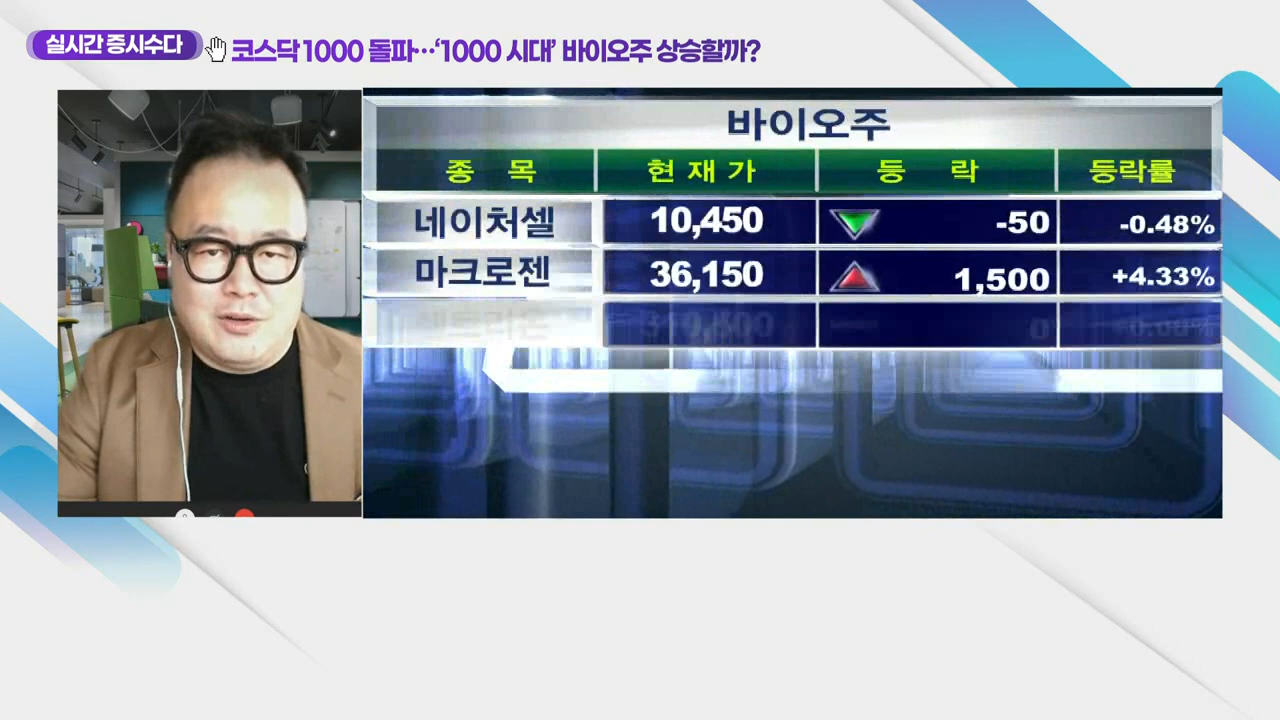 실시간 증시수다
코스닥 1000 돌파…‘1000 시대’ 바이오주 상승할까?
바이오주
종 목 현 재 가 등 락 등락률
네이처셀 10,450 -50 -0.48%
마크로젠 36,150 1,500 +4.33%